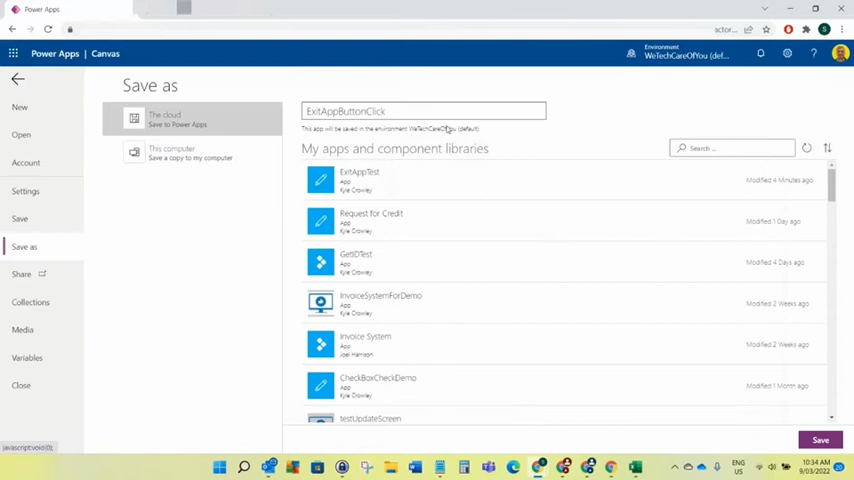 Power Apps
actor...
Power Apps | Canvas
Environment
WeTechCareOfYou (def...
Save as
New
Open
Account
Settings
Save
Save as
Share
Collections
Media
Variables
Close
The cloud
Save to Power Apps
This computer
Save a copy to my computer
ExitAppButtonClick
This app will be saved in the environment WeTechCareOfYou (default).
My apps and component libraries
Search ...
ExitAppTest
App
Kyle Crowley
Modified 4 Minutes ago
Request for Credit
App
Kyle Crowley
Modified 1 Day ago
GetIDTest
App
Kyle Crowley
Modified 4 Days ago
InvoiceSystemForDemo
App
Kyle Crowley
Modified 2 Weeks ago
Invoice System
App
Joel Harrison
Modified 2 Weeks ago
CheckBoxCheckDemo
App
Kyle Crowley
Modified 1 Month ago
testUpdateScreen
Save
javascript:void(0);
ENG
US
10:34 AM
9/03/2022
20